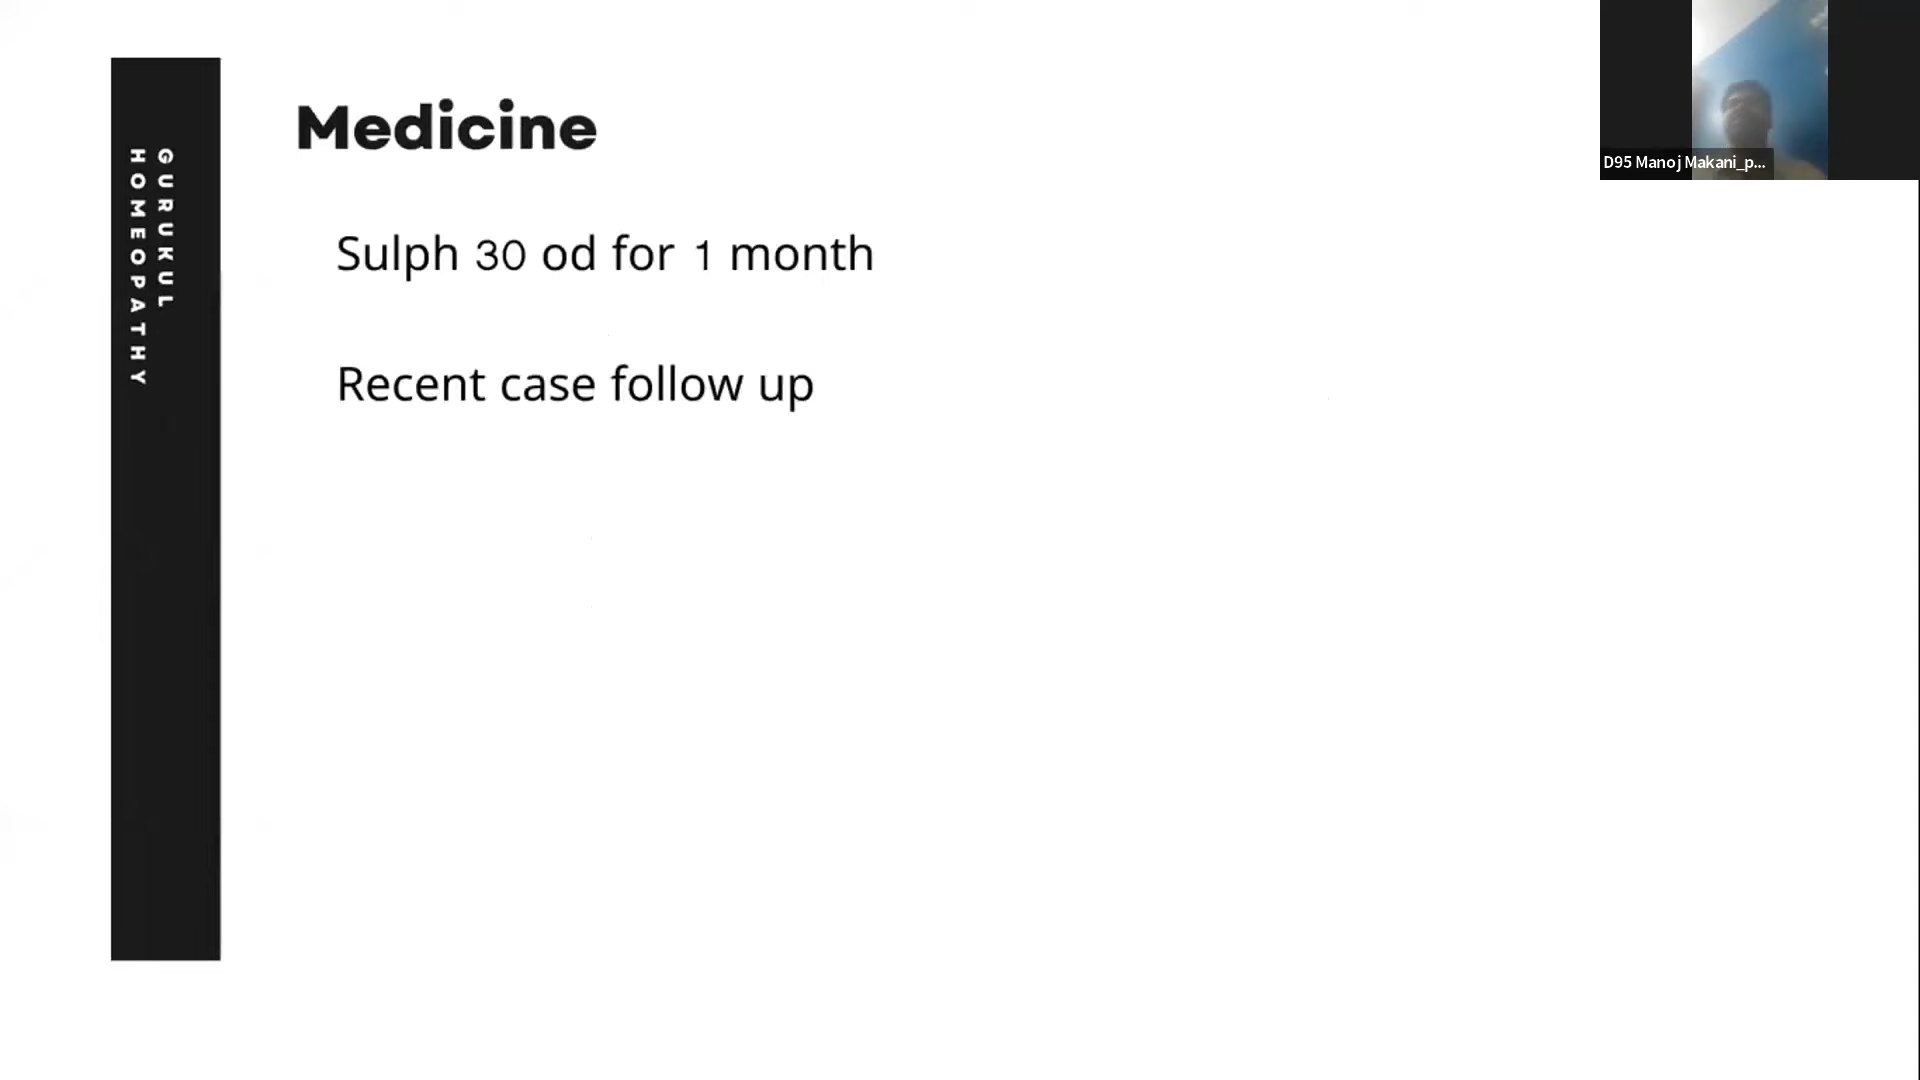 GURUKUL
HOMEOPATHY
Medicine
Sulph 30 od for 1 month
Recent case follow up
D95 Manoj Makani_p...